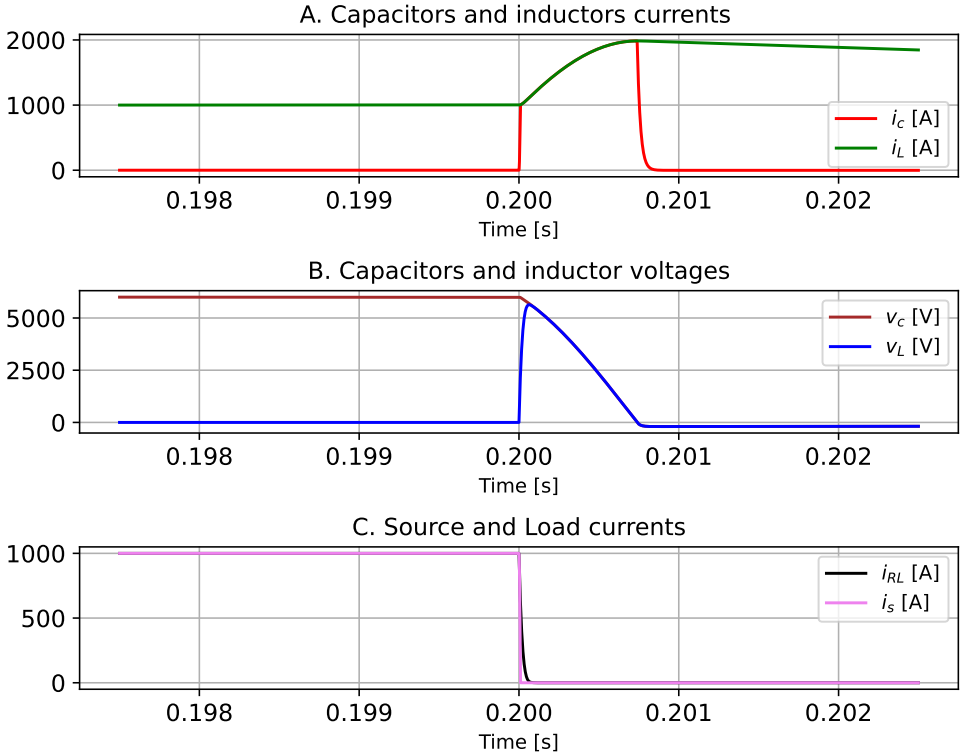 A. Capacitors and inductors currents
2000
1000
0
i_c [A]
i_L [A]
0.198 0.199 0.200 0.201 0.202
Time [s]
B. Capacitors and inductor voltages
5000
2500
0
v_c [V]
v_L [V]
0.198 0.199 0.200 0.201 0.202
Time [s]
C. Source and Load currents
1000
500
0
i_RL [A]
i_s [A]
0.198 0.199 0.200 0.201 0.202
Time [s]